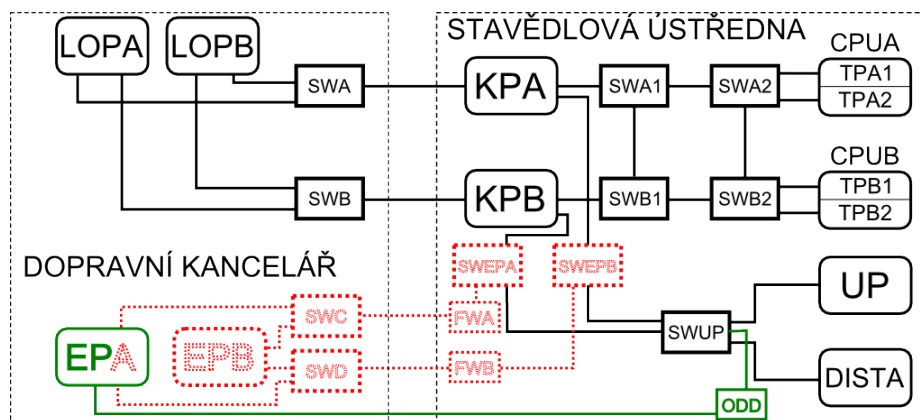 STAVĚDLOVÁ ÚSTŘEDNA
LOPA
LOPB
SWA
KPA
SWA1
SWA2
CPUA
TPA1
TPA2
SWB
KPB
SWB1
SWB2
CPUB
TPB1
TPB2
DOPRAVNÍ KANCELÁŘ
SWEPA
SWEPB
UP
SWC
FWA
SWUP
EPA
EPB
SWD
FWB
DISTA
ODD